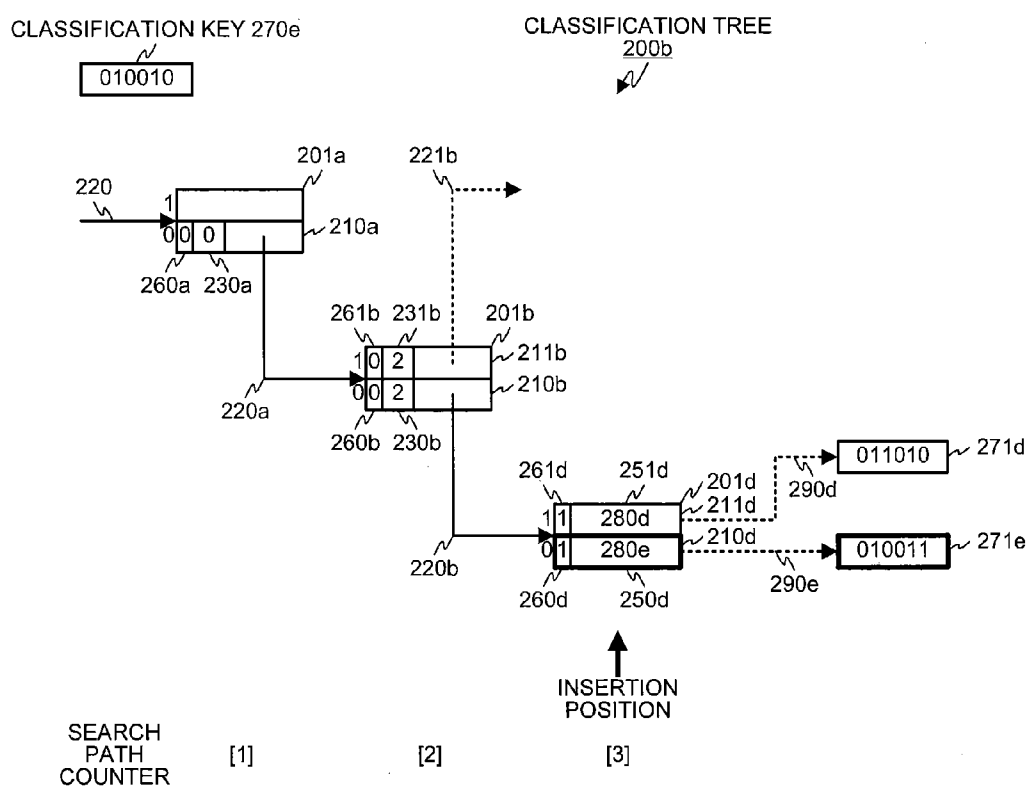 CLASSIFICATION KEY 270e
CLASSIFICATION TREE
200b
010010
201a
221b
220
1
210a
0 0 0
260a 230a
261b 231b 201b
1 0 2
211b
0 0 2
210b
220a
260b 230b
011010
271d
261d 251d 201d
290d
211d
1 1 280d
210d
0 1 280e
010011
271e
220b
260d 250d
290e
INSERTION
POSITION
SEARCH
PATH
COUNTER
[1]
[2]
[3]